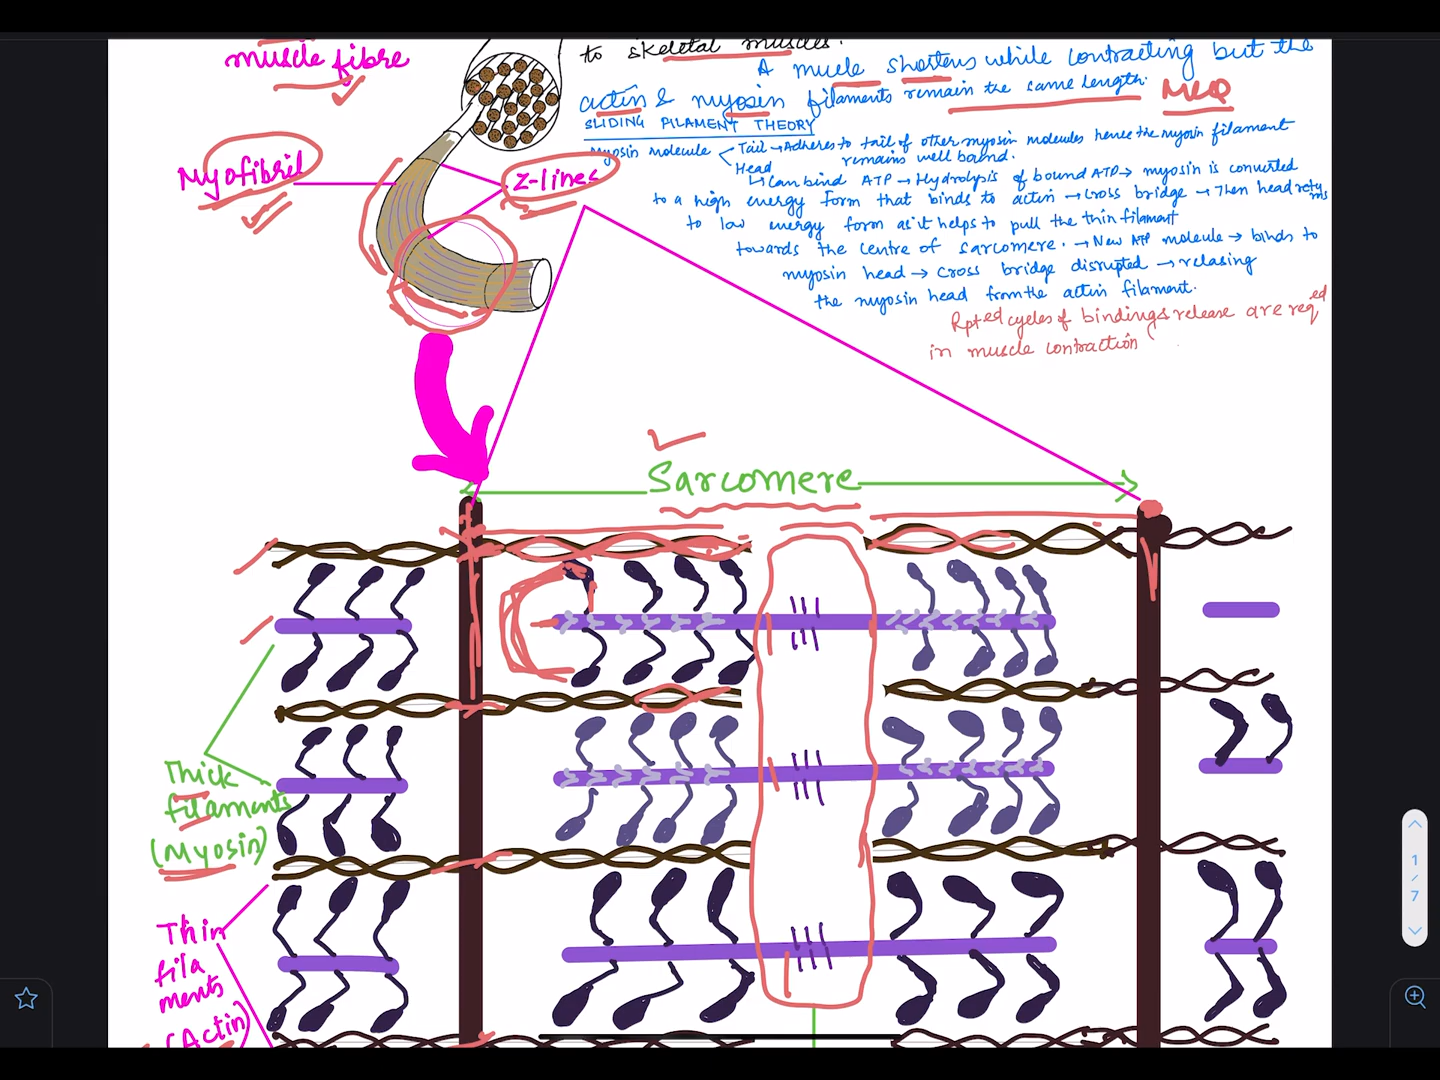 muscle fibre
to skeletal muscles.
A mucle shortens while contracting but the
actin & myosin filaments remain the same length. MCQ
SLIDING FILAMENT THEORY
Myosin molecule Tail → Adheres to tail of other myosin molecules hence the myosin filament
remains well bound.
Head
↳ Can bind ATP → Hydrolysis of bound ATP → myosin is converted
to a high energy form that binds to actin → cross bridge → Then head returns
to low energy form as it helps to pull the thin filament
towards the centre of sarcomere. → New ATP molecule → binds to
myosin head → cross bridge disrupted → relasing
the myosin head from the actin filament.
Rpted cycles of binding & release are reqed
in muscle contraction
Myofibril
Z-lines
Sarcomere
Thick
filaments
(Myosin)
Thin
fila
ments
(Actin)
1
/
7